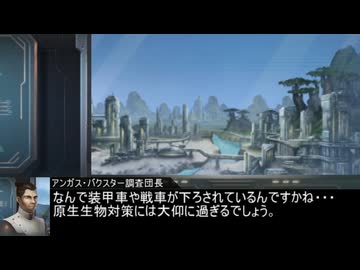 アンガス・バクスター調査団長
なんで装甲車や戦車が下ろされているんですかね・・・
原生生物対策には大仰に過ぎるでしょう。